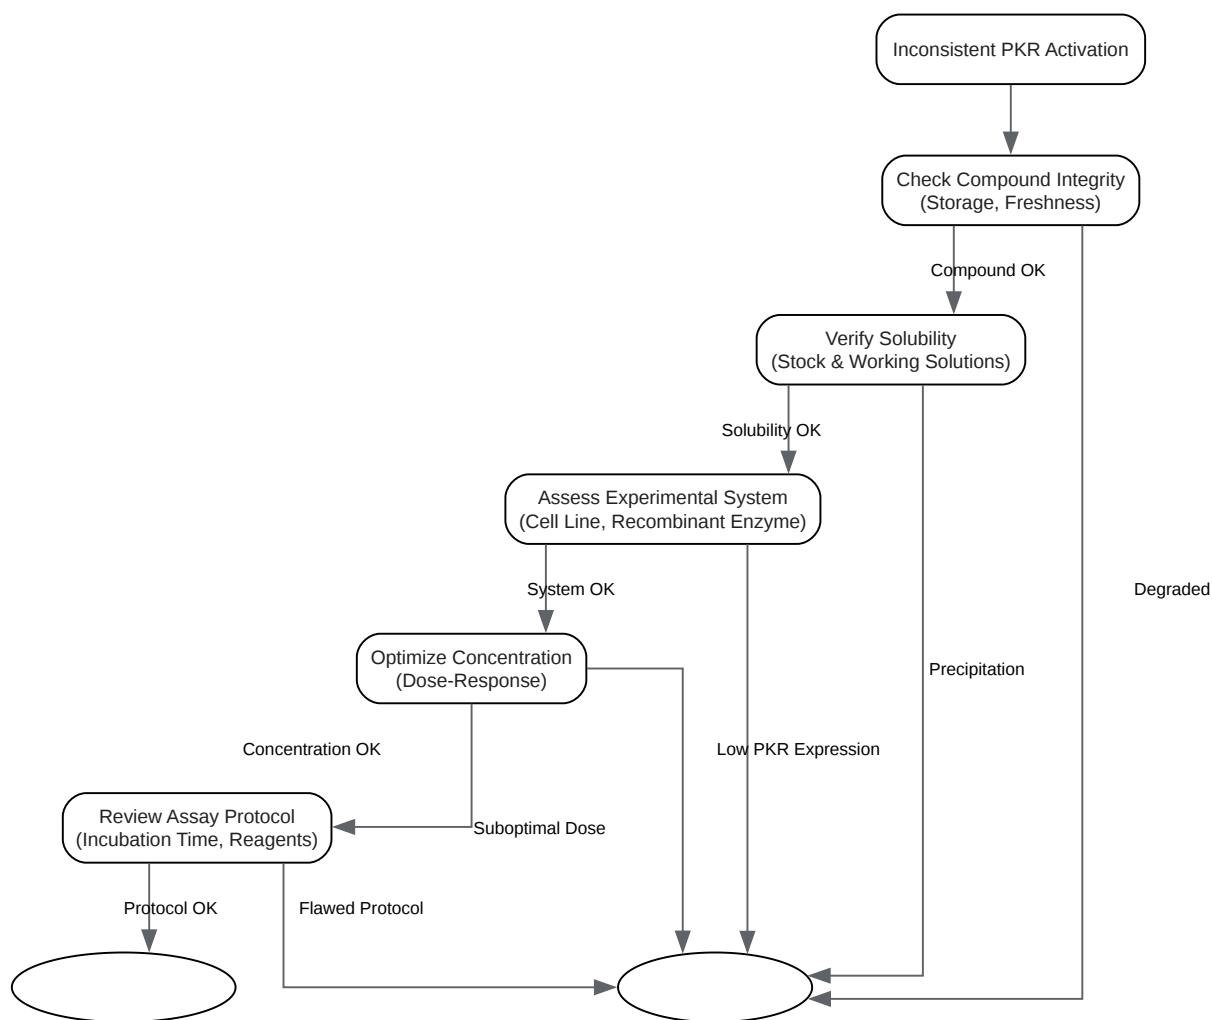 Inconsistent PKR Activation
Check Compound Integrity
(Storage, Freshness)
Compound OK
Verify Solubility
(Stock & Working Solutions)
Solubility OK
Assess Experimental System
(Cell Line, Recombinant Enzyme)
System OK
Degraded
Optimize Concentration
(Dose-Response)
Precipitation
Concentration OK
Low PKR Expression
Review Assay Protocol
(Incubation Time, Reagents)
Suboptimal Dose
Protocol OK
Flawed Protocol